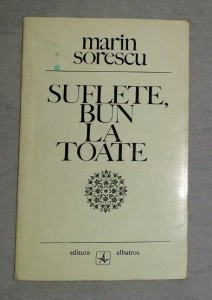 marin
sorescu
SUFLETE,
BUN
LA
TOATE
editura albatros